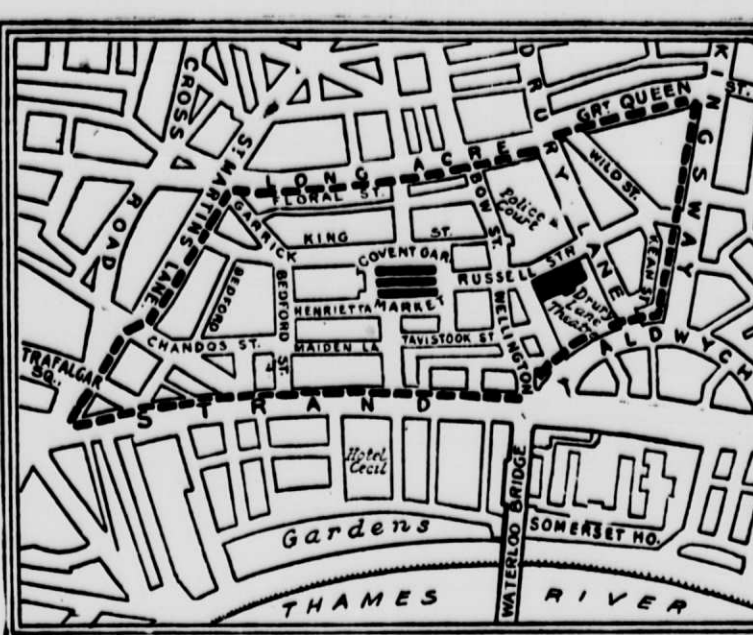 CROSS
ROAD
DRURY LANE
KINGSWAY
ST.
GRT. QUEEN
ST. MARTINS LANE.
LONG ACRE
FLORAL ST.
GARRICK
KING ST.
BOW ST.
Police Court
WILD ST.
KEAN ST.
COVENT GAR
MARKET
RUSSELL STR
BEDFORD
BEDFORD ST.
HENRIETTA
WELLINGTON
Drury Lane Theatre
ALDWYCH
CHANDOS ST.
MAIDEN LA
TAVISTOOK ST
TRAFALGAR SQ.,
STRAND
Hotel Cecil
Gardens
WATERLOO BRIDGE
SOMERSET HO.
THAMES RIVER